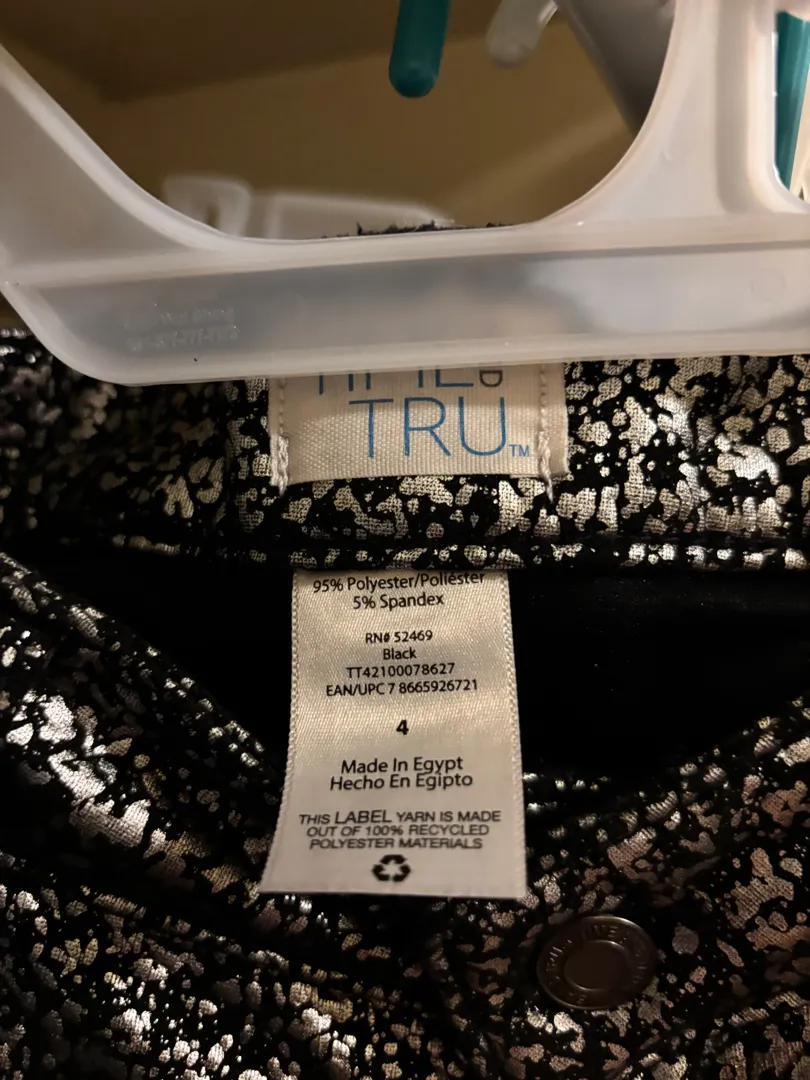 TRU™
95% Polyester/Poliéster
5% Spandex
RN# 52469
Black
TT42100078627
EAN/UPC 7 8665926721
4
Made In Egypt
Hecho En Egipto
THIS LABEL YARN IS MADE
OUT OF 100% RECYCLED
POLYESTER MATERIALS